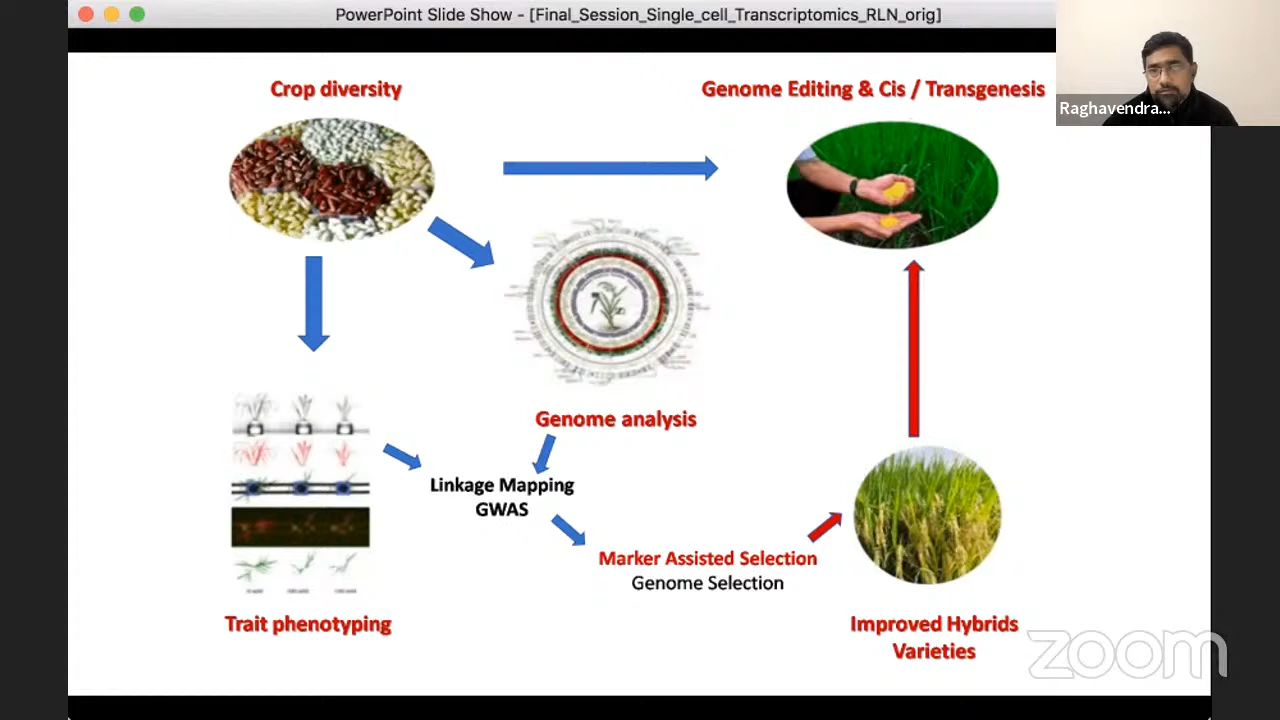 PowerPoint Slide Show - [Final_Session_Single_cell_Transcriptomics_RLN_orig]
Raghavendra...
Crop diversity
Genome Editing & Cis / Transgenesis
Genome analysis
Linkage Mapping
GWAS
Marker Assisted Selection
Genome Selection
Trait phenotyping
Improved Hybrids
Varieties
zoom